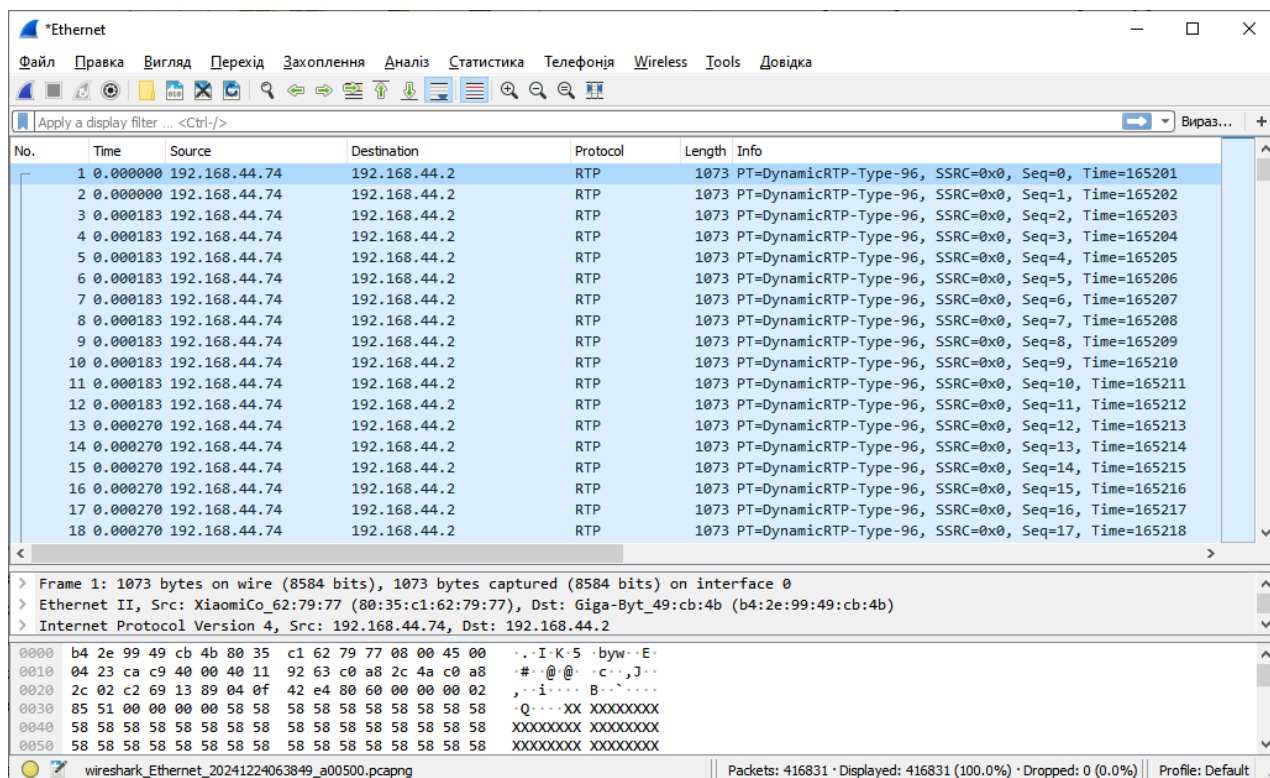 *Ethernet
Файл Правка Вигляд Перехід Захоплення Аналіз Статистика Телефонія Wireless Tools Довідка
Apply a display filter ... <Ctrl-/> Вираз... +
No. Time Source Destination Protocol Length Info
1 0.000000 192.168.44.74 192.168.44.2 RTP 1073 PT=DynamicRTP-Type-96, SSRC=0x0, Seq=0, Time=165201
2 0.000000 192.168.44.74 192.168.44.2 RTP 1073 PT=DynamicRTP-Type-96, SSRC=0x0, Seq=1, Time=165202
3 0.000183 192.168.44.74 192.168.44.2 RTP 1073 PT=DynamicRTP-Type-96, SSRC=0x0, Seq=2, Time=165203
4 0.000183 192.168.44.74 192.168.44.2 RTP 1073 PT=DynamicRTP-Type-96, SSRC=0x0, Seq=3, Time=165204
5 0.000183 192.168.44.74 192.168.44.2 RTP 1073 PT=DynamicRTP-Type-96, SSRC=0x0, Seq=4, Time=165205
6 0.000183 192.168.44.74 192.168.44.2 RTP 1073 PT=DynamicRTP-Type-96, SSRC=0x0, Seq=5, Time=165206
7 0.000183 192.168.44.74 192.168.44.2 RTP 1073 PT=DynamicRTP-Type-96, SSRC=0x0, Seq=6, Time=165207
8 0.000183 192.168.44.74 192.168.44.2 RTP 1073 PT=DynamicRTP-Type-96, SSRC=0x0, Seq=7, Time=165208
9 0.000183 192.168.44.74 192.168.44.2 RTP 1073 PT=DynamicRTP-Type-96, SSRC=0x0, Seq=8, Time=165209
10 0.000183 192.168.44.74 192.168.44.2 RTP 1073 PT=DynamicRTP-Type-96, SSRC=0x0, Seq=9, Time=165210
11 0.000183 192.168.44.74 192.168.44.2 RTP 1073 PT=DynamicRTP-Type-96, SSRC=0x0, Seq=10, Time=165211
12 0.000183 192.168.44.74 192.168.44.2 RTP 1073 PT=DynamicRTP-Type-96, SSRC=0x0, Seq=11, Time=165212
13 0.000270 192.168.44.74 192.168.44.2 RTP 1073 PT=DynamicRTP-Type-96, SSRC=0x0, Seq=12, Time=165213
14 0.000270 192.168.44.74 192.168.44.2 RTP 1073 PT=DynamicRTP-Type-96, SSRC=0x0, Seq=13, Time=165214
15 0.000270 192.168.44.74 192.168.44.2 RTP 1073 PT=DynamicRTP-Type-96, SSRC=0x0, Seq=14, Time=165215
16 0.000270 192.168.44.74 192.168.44.2 RTP 1073 PT=DynamicRTP-Type-96, SSRC=0x0, Seq=15, Time=165216
17 0.000270 192.168.44.74 192.168.44.2 RTP 1073 PT=DynamicRTP-Type-96, SSRC=0x0, Seq=16, Time=165217
18 0.000270 192.168.44.74 192.168.44.2 RTP 1073 PT=DynamicRTP-Type-96, SSRC=0x0, Seq=17, Time=165218
Frame 1: 1073 bytes on wire (8584 bits), 1073 bytes captured (8584 bits) on interface 0
Ethernet II, Src: XiaomiCo_62:79:77 (80:35:c1:62:79:77), Dst: Giga-Byt_49:cb:4b (b4:2e:99:49:cb:4b)
Internet Protocol Version 4, Src: 192.168.44.74, Dst: 192.168.44.2
0000 b4 2e 99 49 cb 4b 80 35 c1 62 79 77 08 00 45 00 ·.·I·K·5 ·byw··E·
0010 04 23 ca c9 40 00 40 11 92 63 c0 a8 2c 4a c0 a8 ·#··@·@· ·c··,J··
0020 2c 02 c2 69 13 89 04 0f 42 e4 80 60 00 00 00 02 ,··i···· B··`····
0030 85 51 00 00 00 00 58 58 58 58 58 58 58 58 58 58 ·Q····XX XXXXXXXX
0040 58 58 58 58 58 58 58 58 58 58 58 58 58 58 58 58 XXXXXXXX XXXXXXXX
0050 58 58 58 58 58 58 58 58 58 58 58 58 58 58 58 58 XXXXXXXX XXXXXXXX
wireshark_Ethernet_20241224063849_a00500.pcapng Packets: 416831 · Displayed: 416831 (100.0%) · Dropped: 0 (0.0%) Profile: Default